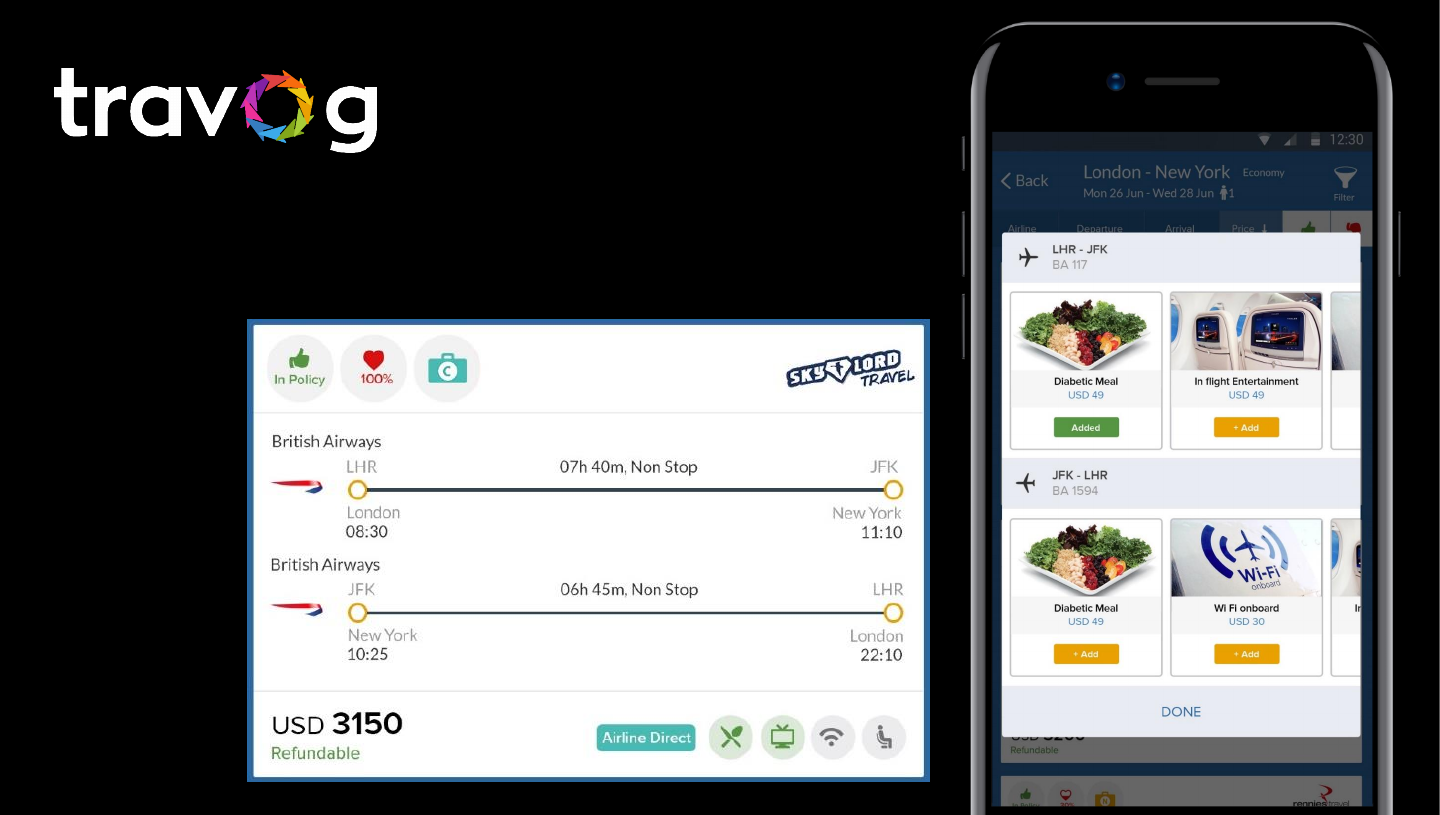 travog
In Policy
100%
C
SKY LORD
TRAVEL
British Airways
LHR
07h 40m, Non Stop
JFK
London
New York
08:30
11:10
British Airways
JFK
06h 45m, Non Stop
LHR
New York
London
10:25
22:10
USD 3150
Refundable
Airline Direct
12:30
Back
London - New York Economy
Mon 26 Jun - Wed 28 Jun 1
Filter
Airline Departure Arrival Price
LHR - JFK
BA 117
Diabetic Meal
USD 49
Added
In flight Entertainment
USD 49
+ Add
JFK - LHR
BA 1594
Wi-Fi
onboard
Diabetic Meal
USD 49
+ Add
Wi Fi onboard
USD 30
+ Add
DONE
Refundable
rennies travel